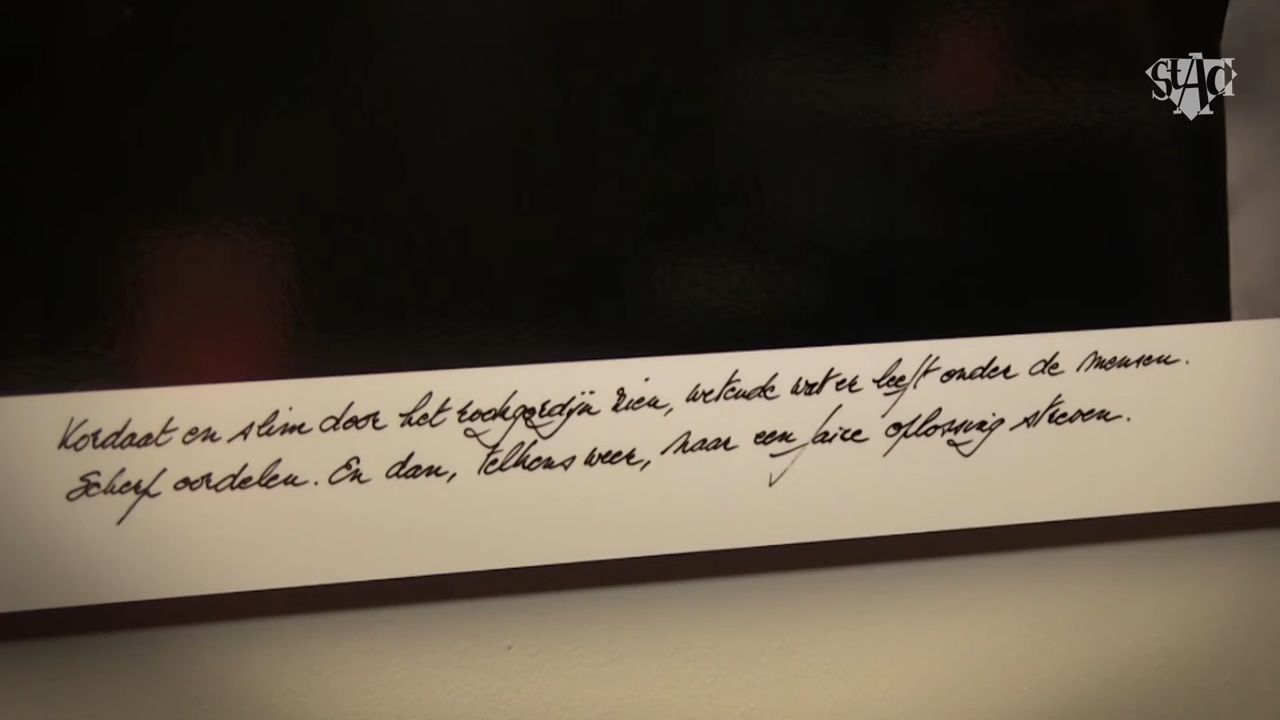 stAd
Kordaat en slim door het rookgordijn zien, wetende wat er leeft onder de mensen.
Scherp oordelen. En dan, telkens weer, naar een faire oplossing streven.